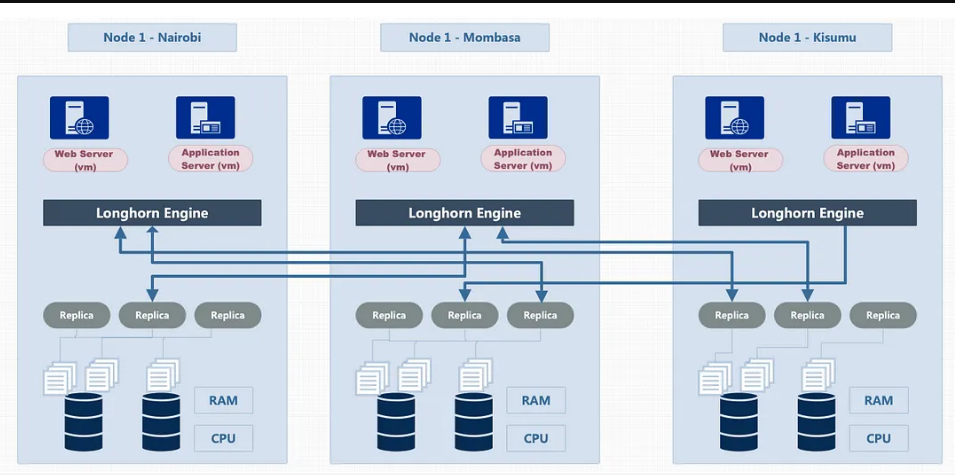 Node 1 - Nairobi
Node 1 - Mombasa
Node 1 - Kisumu
Web Server
(vm)
Application
Server (vm)
Web Server
(vm)
Application
Server (vm)
Web Server
(vm)
Application
Server (vm)
Longhorn Engine
Longhorn Engine
Longhorn Engine
Replica
Replica
Replica
Replica
Replica
Replica
Replica
Replica
Replica
RAM
CPU
RAM
CPU
RAM
CPU